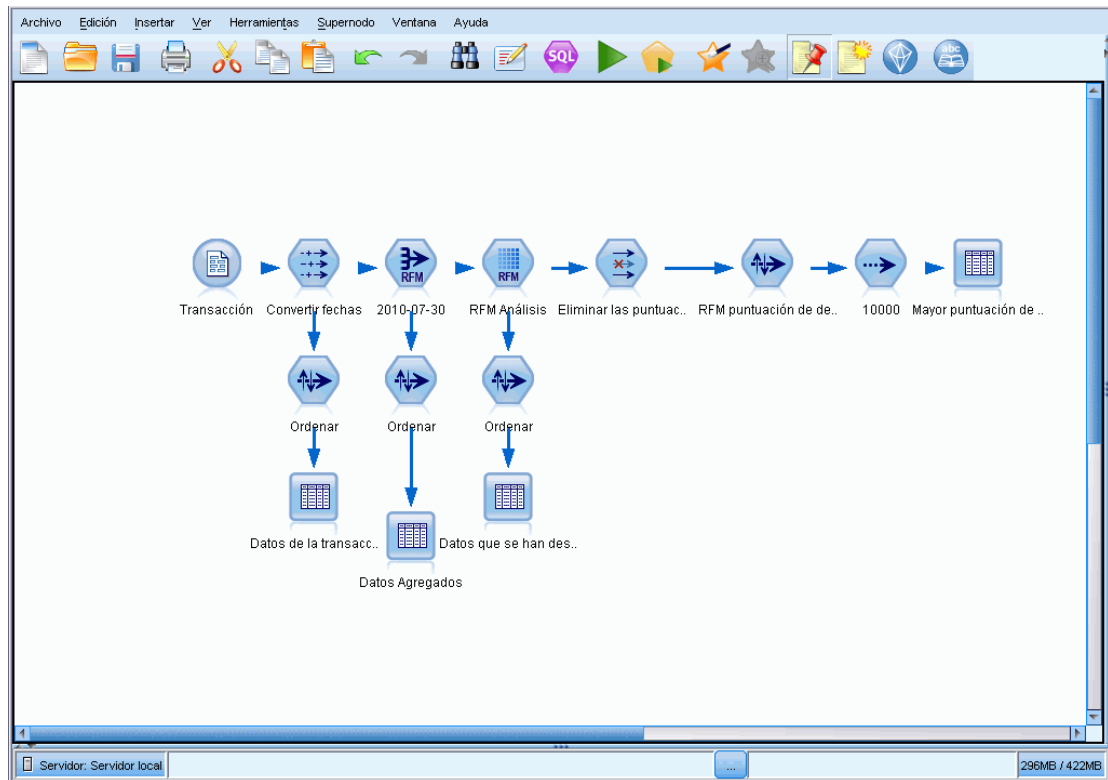 Archivo Edición Insertar Ver Herramientas Supernodo Ventana Ayuda
SQL
abc
RFM
RFM
Transacción Convertir fechas 2010-07-30 RFM Análisis Eliminar las puntuac.. RFM puntuación de de.. 10000 Mayor puntuación de ..
Ordenar Ordenar Ordenar
Datos de la transacc.. Datos que se han des..
Datos Agregados
Servidor: Servidor local ... 296MB / 422MB